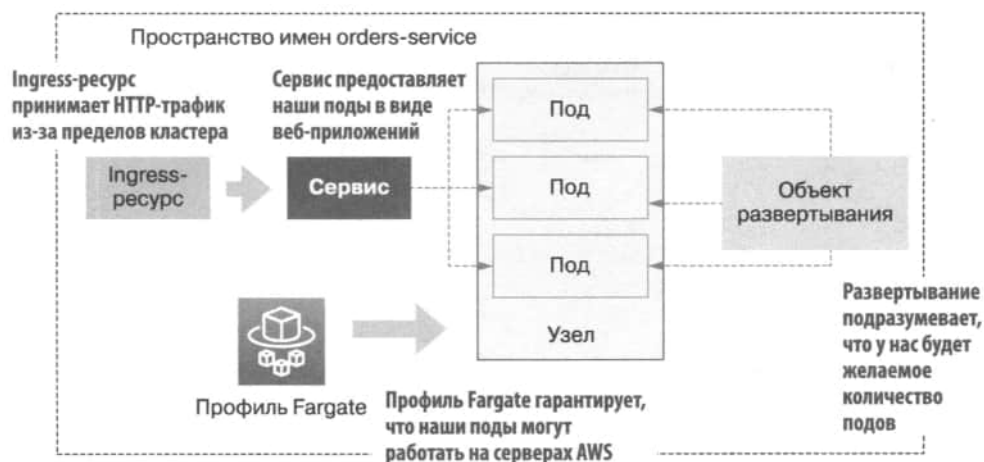 Пространство имен orders-service
Ingress-ресурс
принимает HTTP-трафик
из-за пределов кластера
Сервис предоставляет
наши поды в виде
веб-приложений
Под
Ingress-
ресурс
Сервис
Под
Объект
развертывания
Под
Узел
Развертывание
подразумевает,
что у нас будет
желаемое
количество
подов
Профиль Fargate
Профиль Fargate гарантирует,
что наши поды могут
работать на серверах AWS